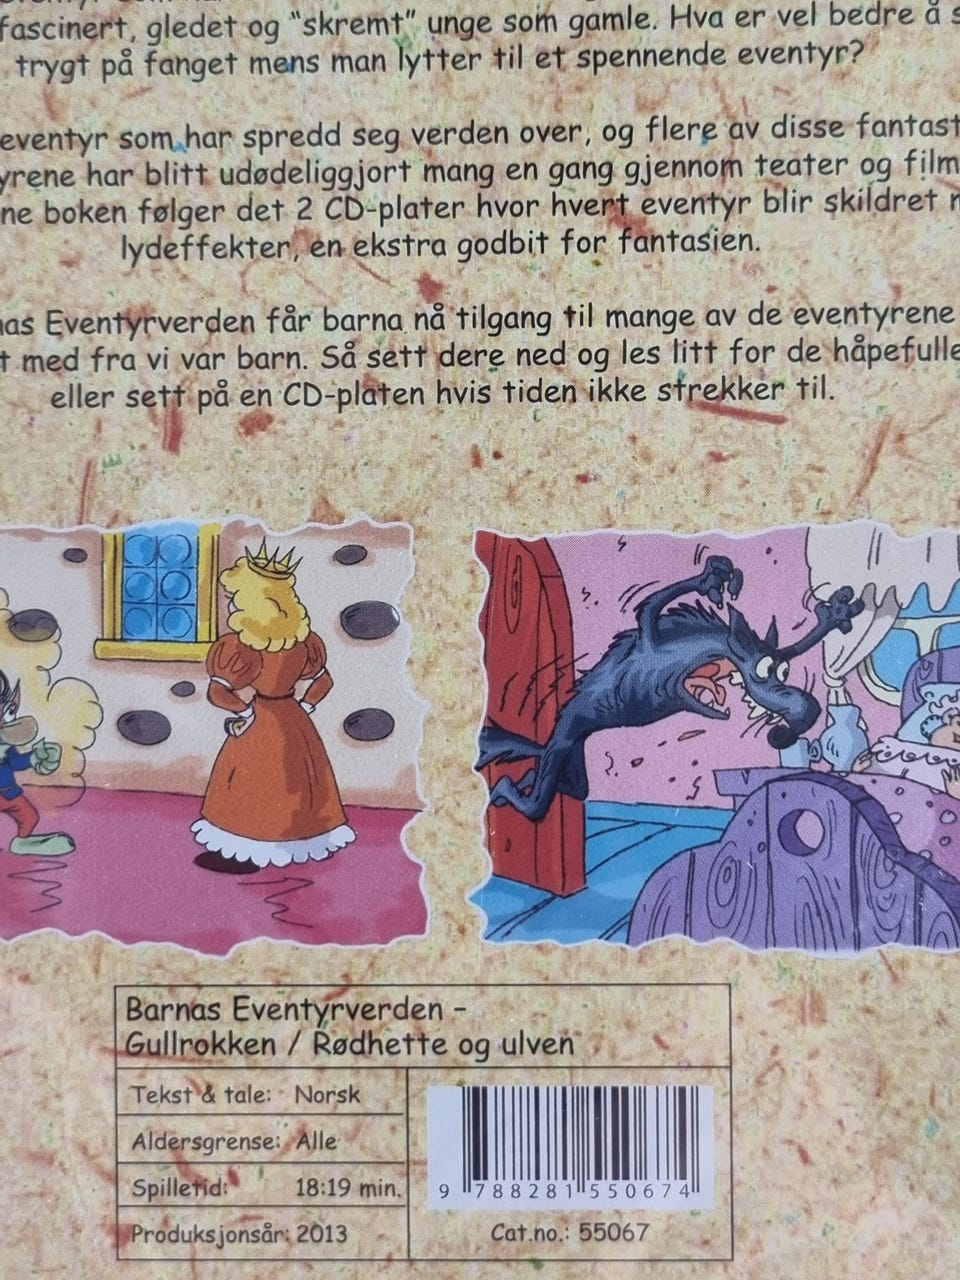 fascinert, gledet og "skremt" unge som gamle. Hva er vel bedre å s
trygt på fanget mens man lytter til et spennende eventyr?
eventyr som har spredd seg verden over, og flere av disse fantast
yrene har blitt udødeliggjort mang en gang gjennom teater og film
ne boken følger det 2 CD-plater hvor hvert eventyr blir skildret
lydeffekter, en ekstra godbit for fantasien.
as Eventyrverden får barna nå tilgang til mange av de eventyrene
t med fra vi var barn. Så sett dere ned og les litt for de håpefulle
eller sett på en CD-platen hvis tiden ikke strekker til.
Barnas Eventyrverden -
Gullrokken / Rødhette og ulven
Tekst & tale: Norsk
Aldersgrense: Alle
Spilletid: 18:19 min.
Produksjonsår: 2013
9 788281 550674
Cat.no.: 55067